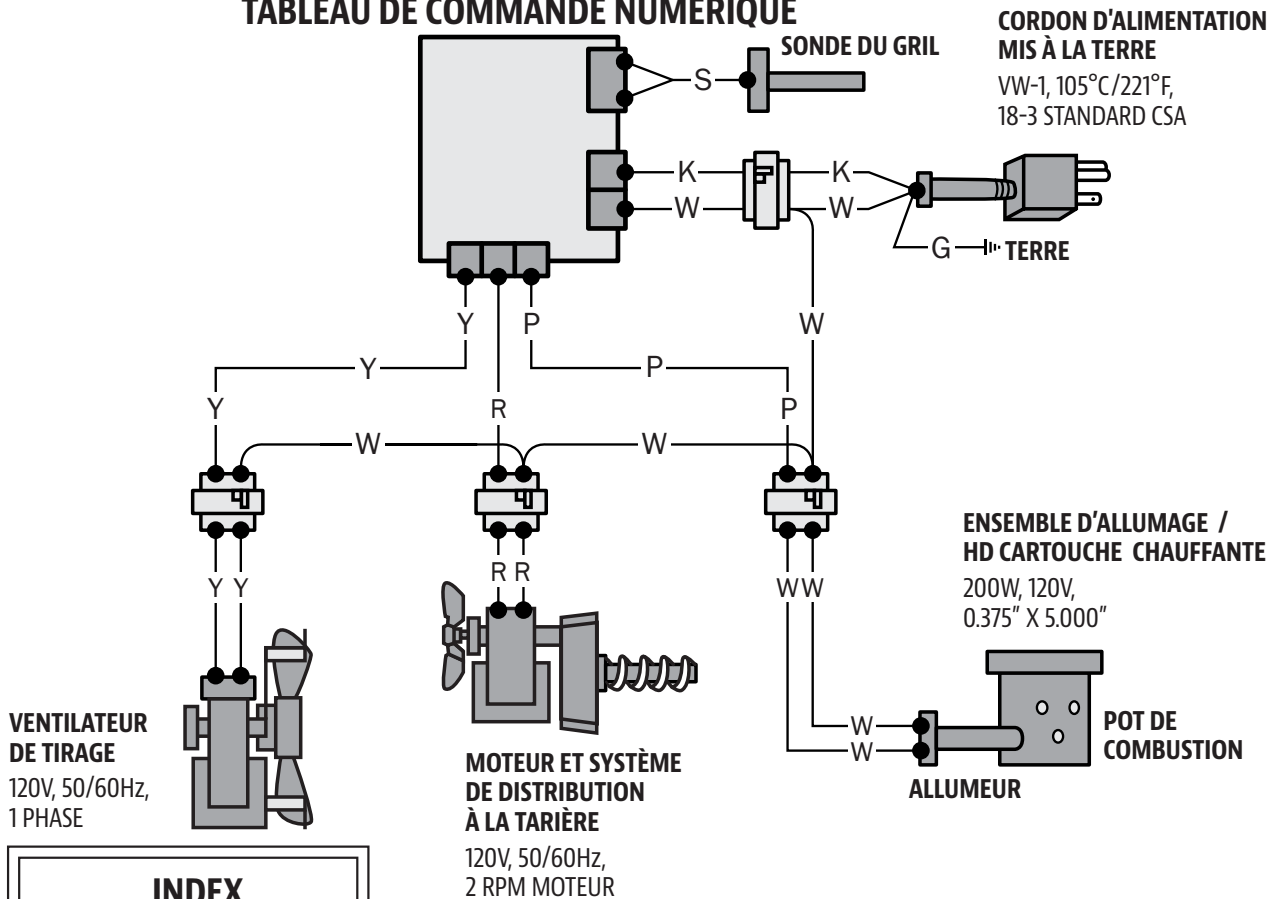 TABLEAU DE COMMANDE NUMÉRIQUE
SONDE DU GRIL
CORDON D'ALIMENTATION
MIS À LA TERRE
VW-1, 105°C/221°F,
18-3 STANDARD CSA
S
K
K
W
W
G
TERRE
Y
P
W
Y
P
Y
R
P
W
W
Y Y
R R
W W
ENSEMBLE D'ALLUMAGE /
HD CARTOUCHE CHAUFFANTE
200W, 120V,
0.375" X 5.000"
W
W
POT DE
COMBUSTION
ALLUMEUR
VENTILATEUR
DE TIRAGE
120V, 50/60Hz,
1 PHASE
MOTEUR ET SYSTÈME
DE DISTRIBUTION
À LA TARIÈRE
120V, 50/60Hz,
2 RPM MOTEUR
INDEX